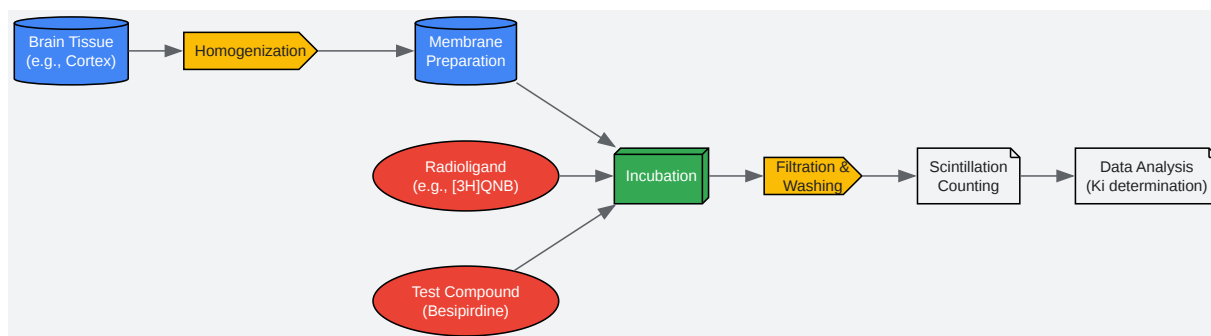 Brain Tissue
(e.g., Cortex)
Homogenization
Membrane
Preparation
Radioligand
(e.g., [3H]QNB)
Test Compound
(Besipirdine)
Incubation
Filtration &
Washing
Scintillation
Counting
Data Analysis
(Ki determination)